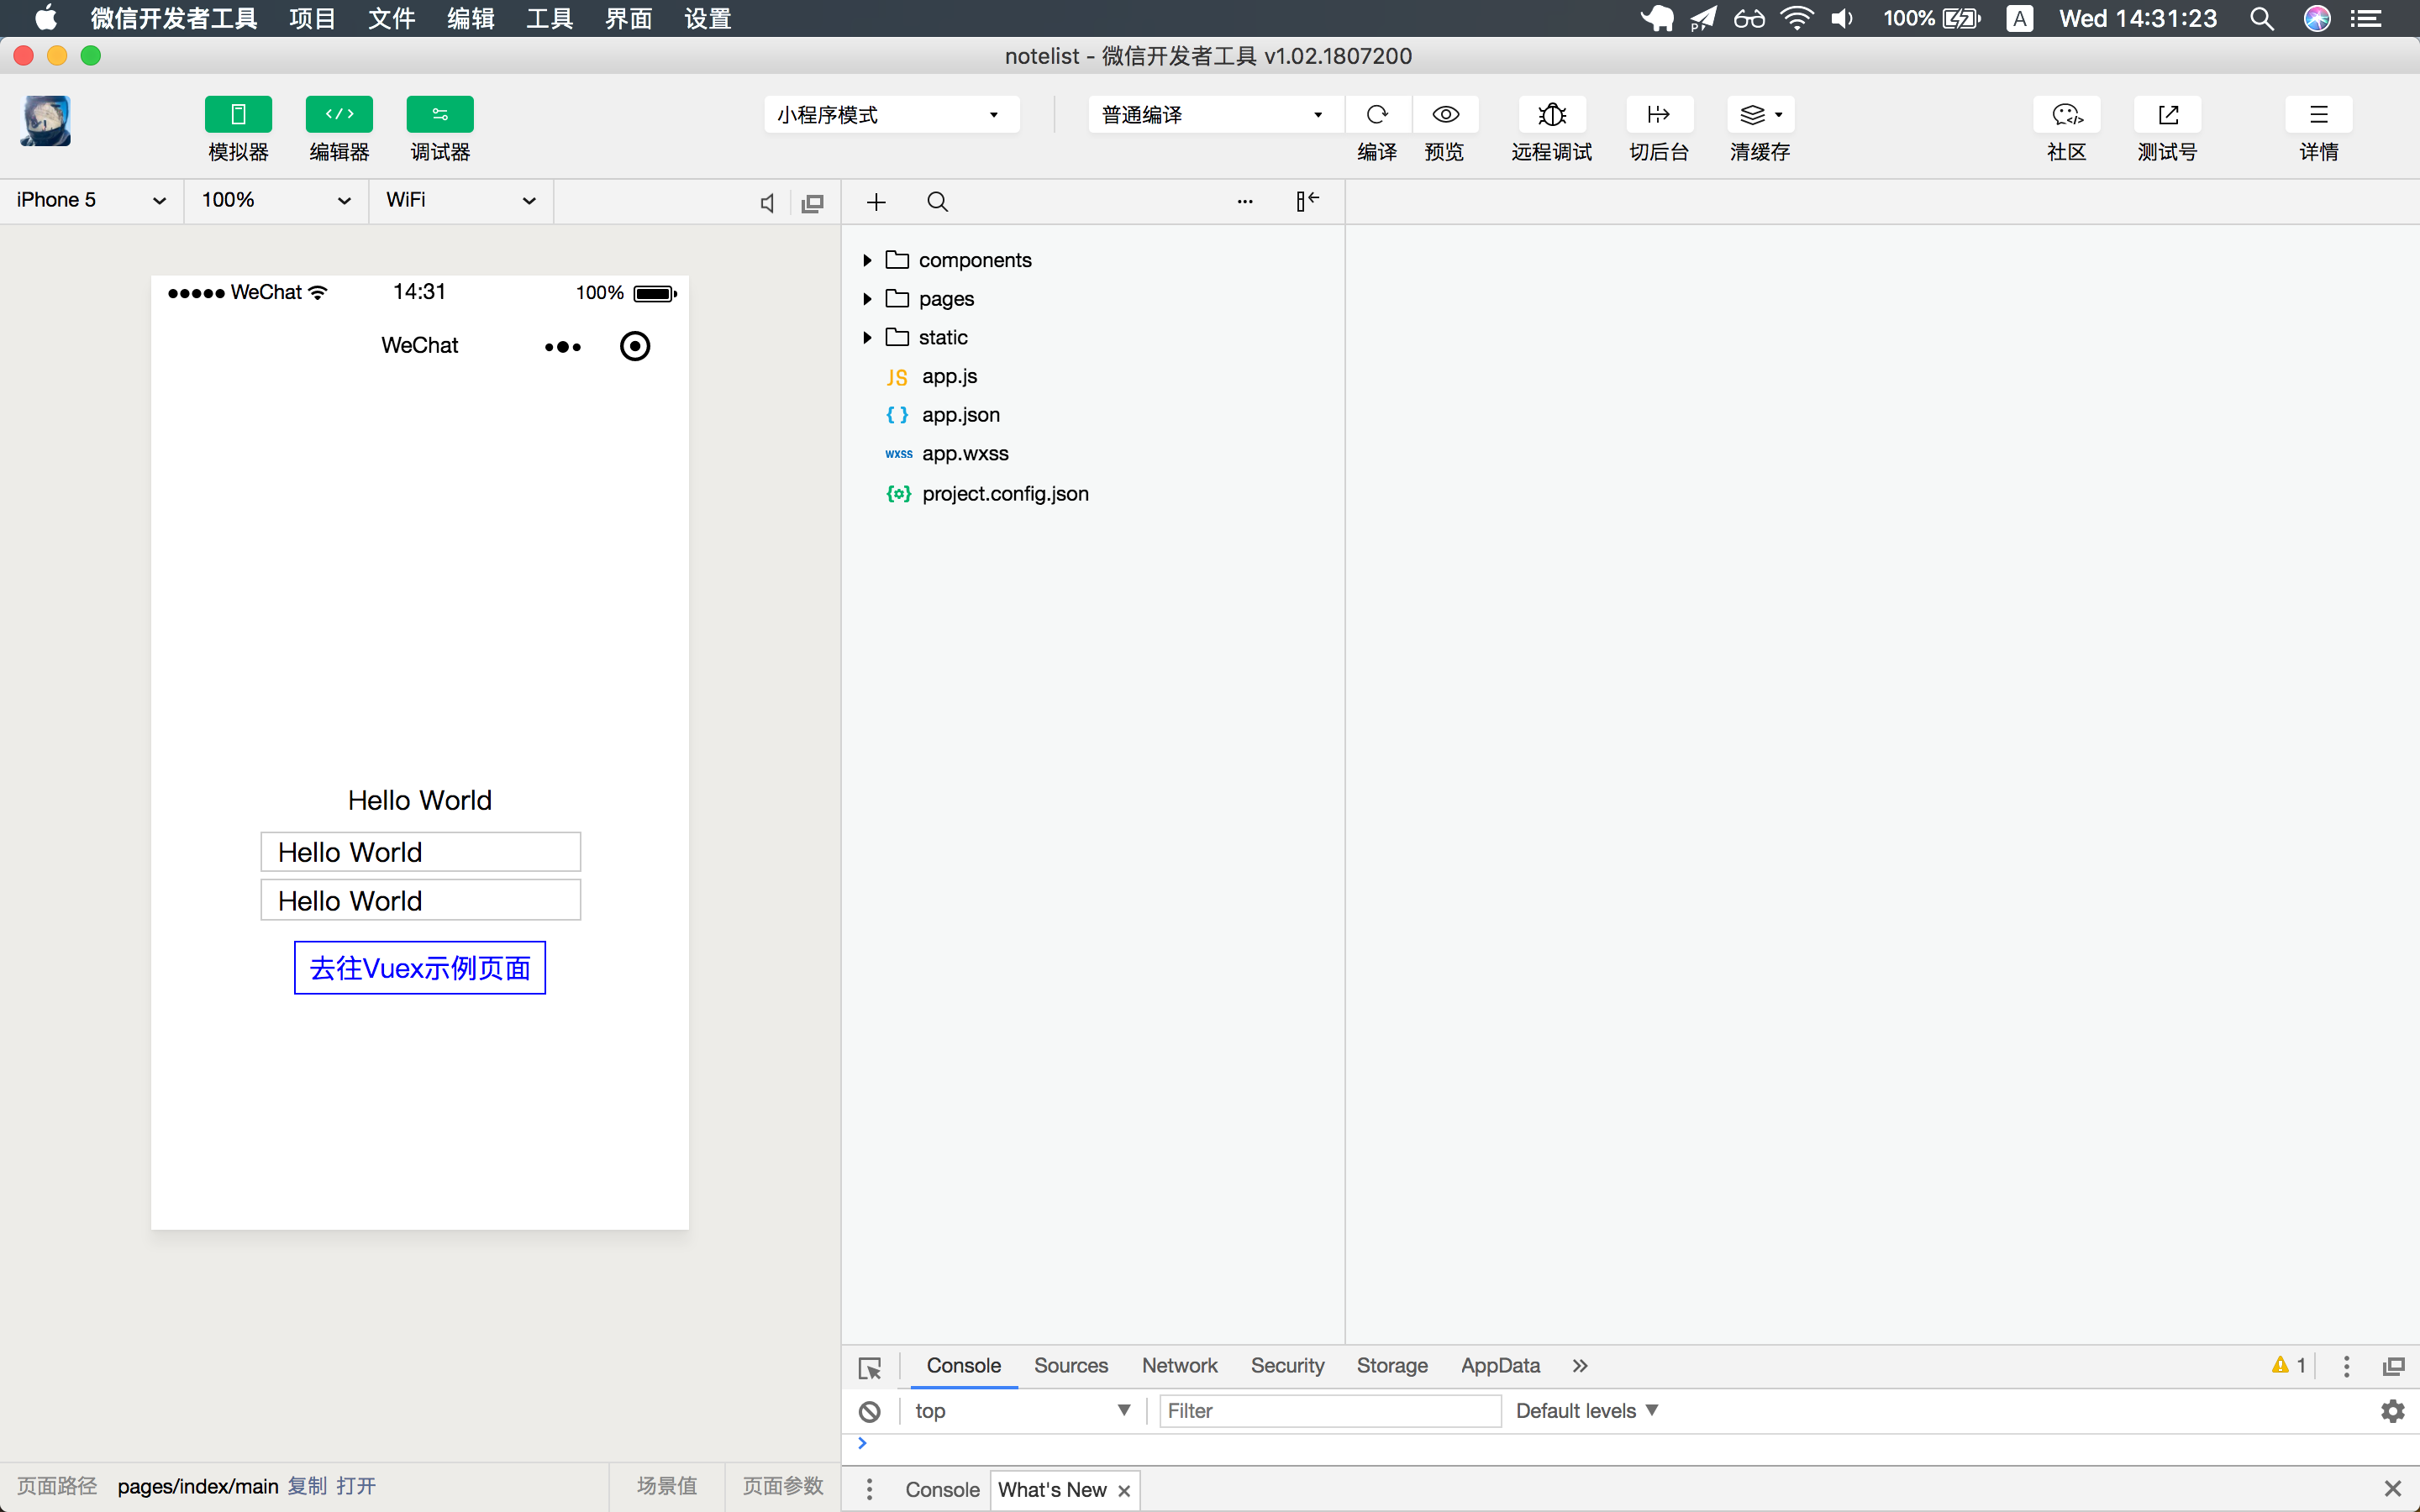 微信开发者工具 项目 文件 编辑 工具 界面 设置 100% A Wed 14:31:23
notelist - 微信开发者工具 v1.02.1807200
小程序模式 普通编译
模拟器 编辑器 调试器 编译 预览 远程调试 切后台 清缓存 社区 测试号 详情
iPhone 5 100% WiFi
WeChat 14:31 100%
WeChat
Hello World
Hello World
Hello World
去往Vuex示例页面
页面路径 pages/index/main 复制 打开 场景值 页面参数
components
pages
static
JS app.js
{ } app.json
wxss app.wxss
project.config.json
Console Sources Network Security Storage AppData » 1
top Filter Default levels
>
Console What's New ×